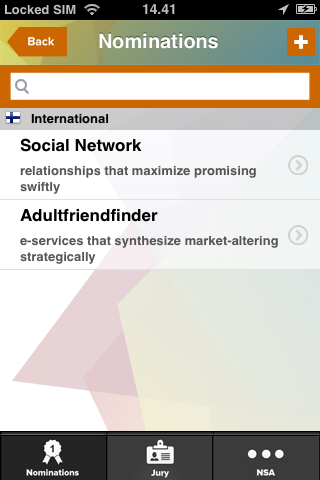 Locked SIM 14.41
Back Nominations +
International
Social Network
relationships that maximize promising
swiftly
Adultfriendfinder
e-services that synthesize market-altering
strategically
1
Nominations Jury NSA